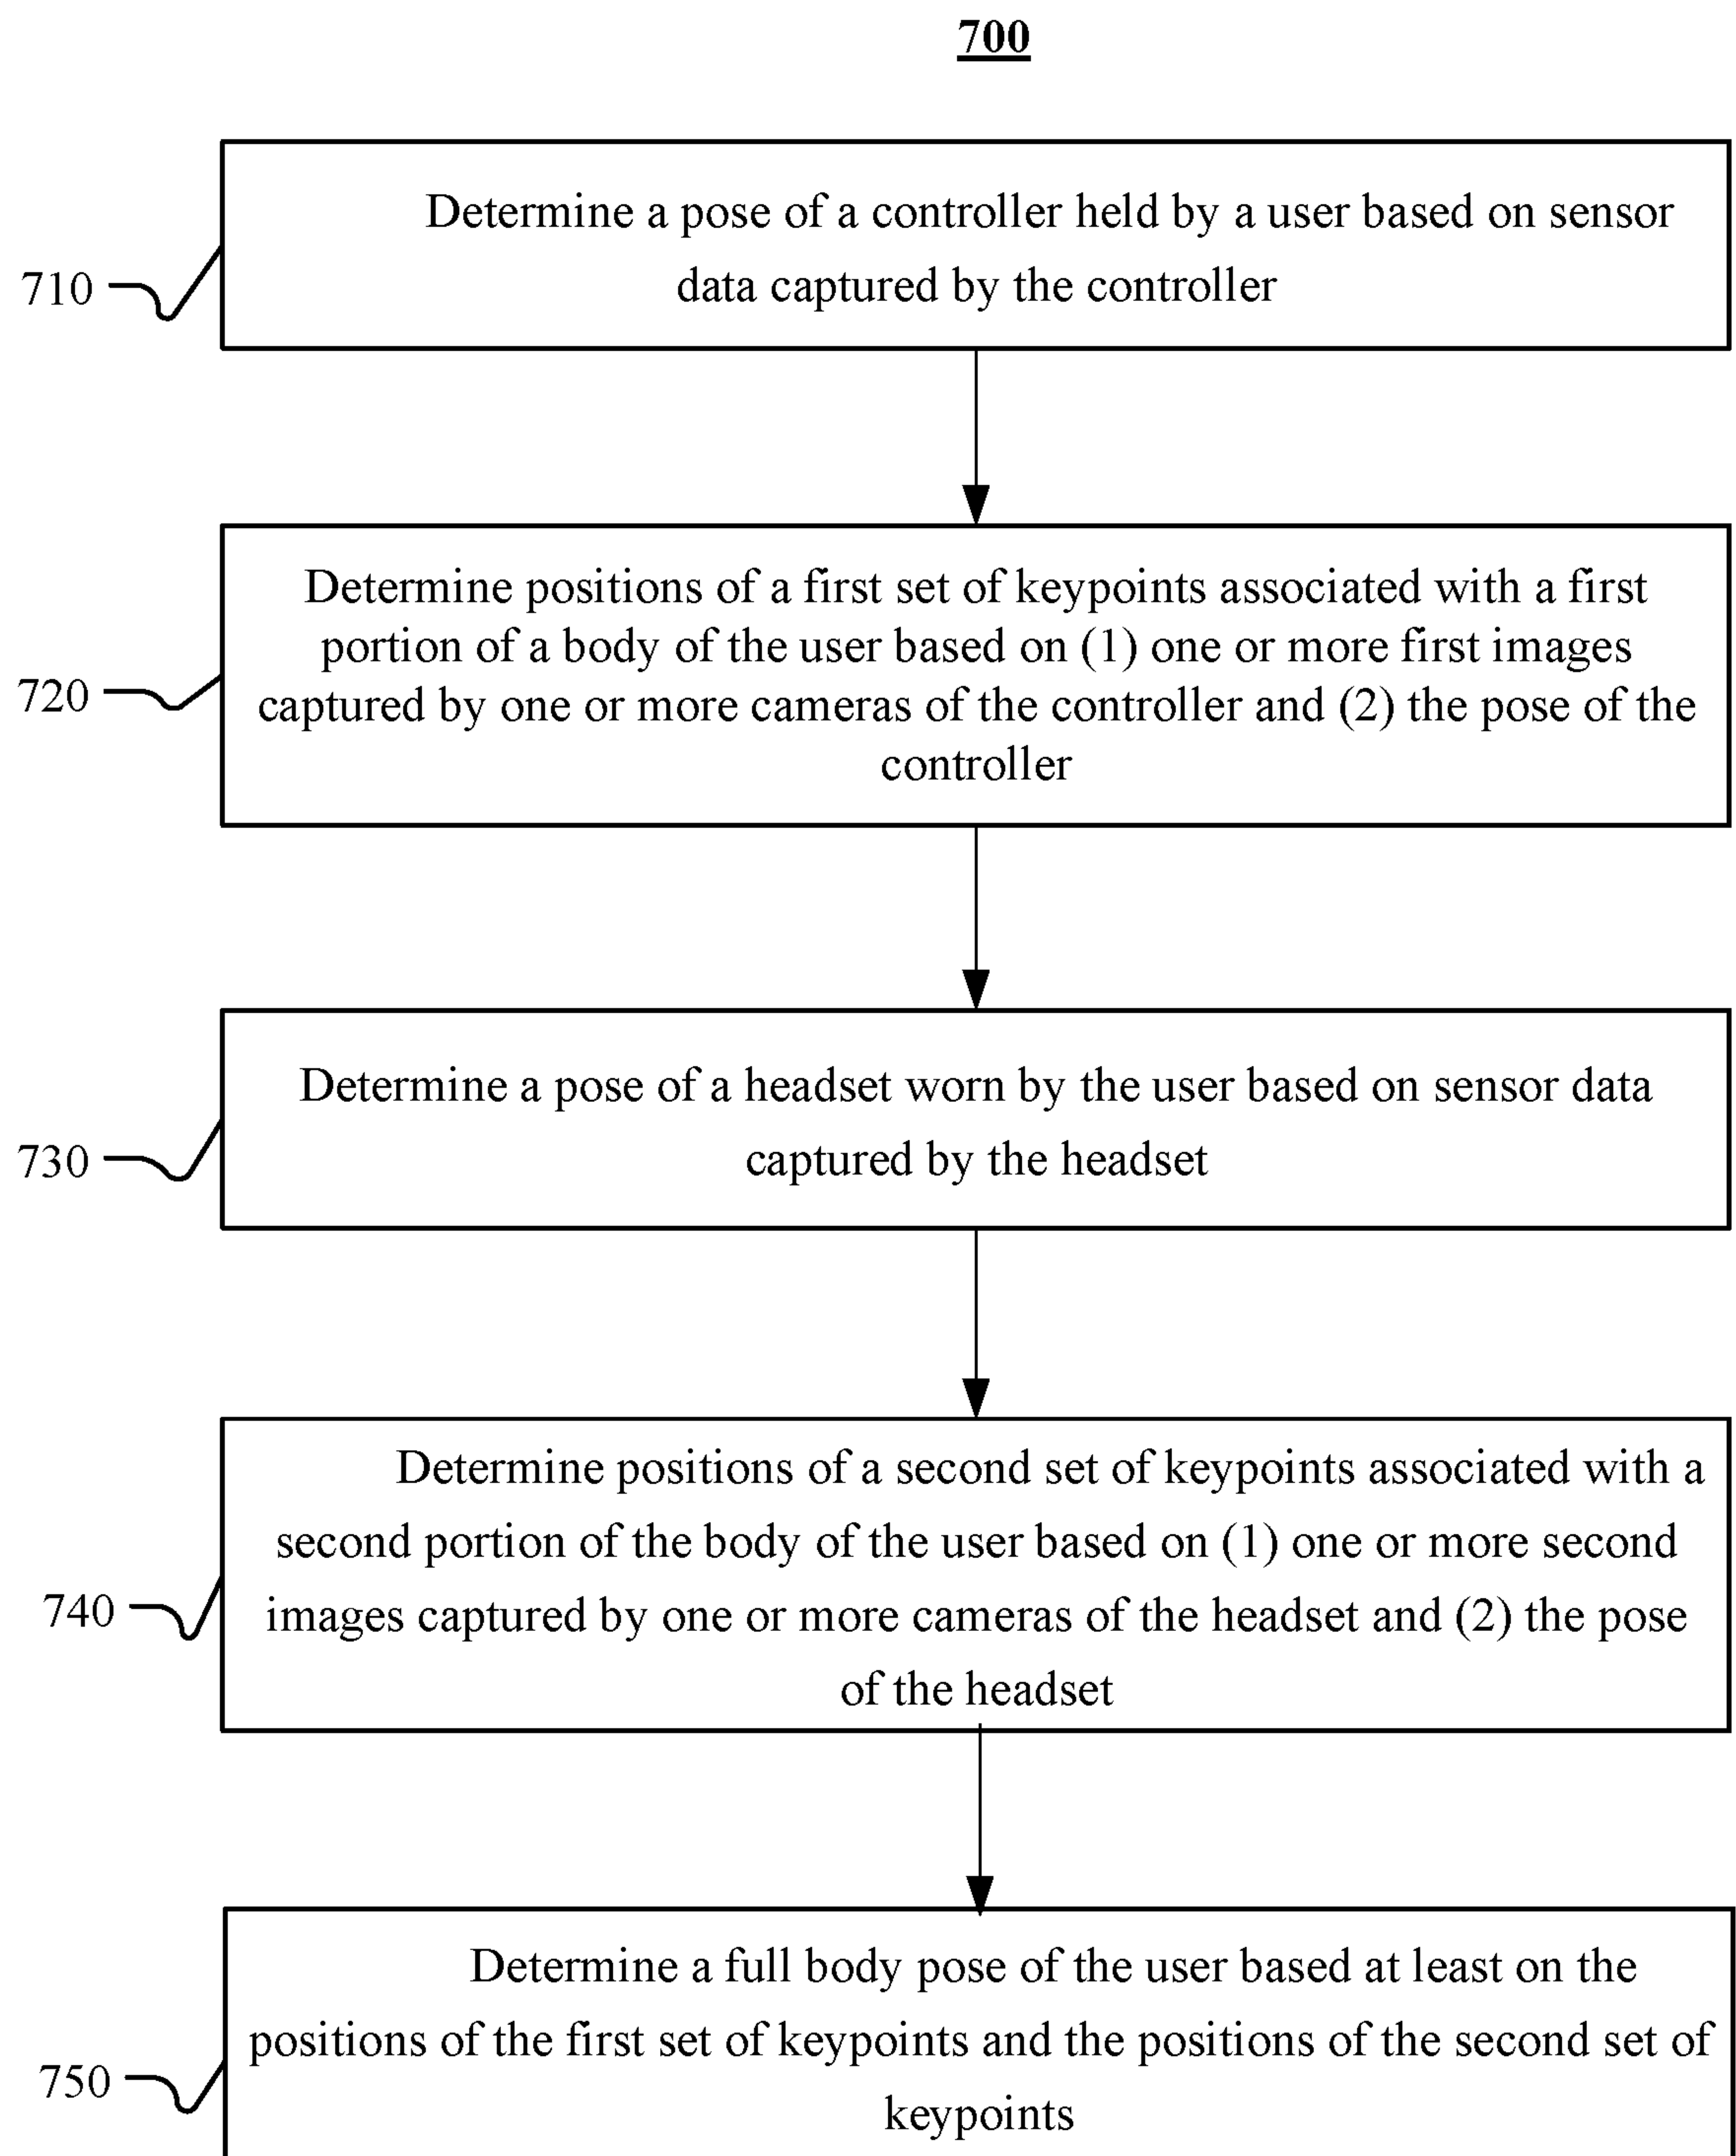 700
Determine a pose of a controller held by a user based on sensor
data captured by the controller
710
Determine positions of a first set of keypoints associated with a first
portion of a body of the user based on (1) one or more first images
captured by one or more cameras of the controller and (2) the pose of the
controller
720
Determine a pose of a headset worn by the user based on sensor data
captured by the headset
730
Determine positions of a second set of keypoints associated with a
second portion of the body of the user based on (1) one or more second
images captured by one or more cameras of the headset and (2) the pose
of the headset
740
Determine a full body pose of the user based at least on the
positions of the first set of keypoints and the positions of the second set of
keypoints
750